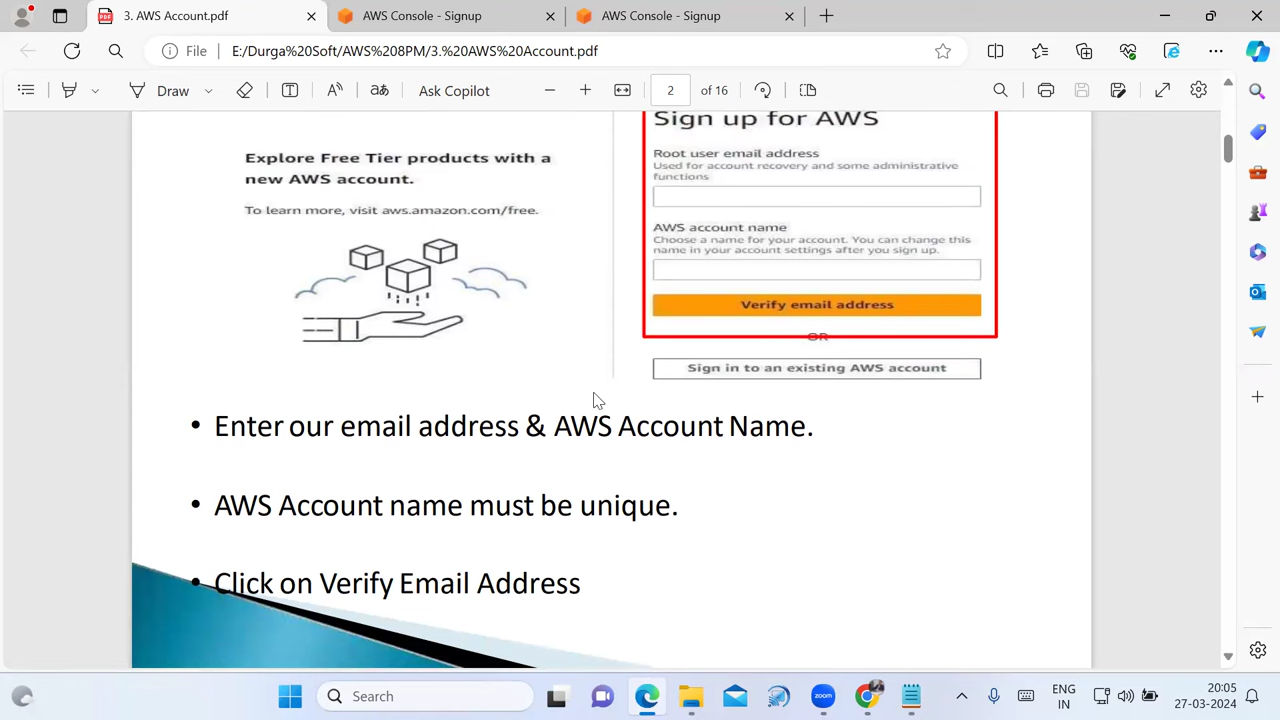 3. AWS Account.pdf
AWS Console - Signup
AWS Console - Signup
File
E:/Durga%20Soft/AWS%208PM/3.%20AWS%20Account.pdf
Draw
Ask Copilot
2 of 16
Explore Free Tier products with a
new AWS account.
To learn more, visit aws.amazon.com/free.
Sign up for AWS
Root user email address
Used for account recovery and some administrative
functions
AWS account name
Choose a name for your account. You can change this
name in your account settings after you sign up.
Verify email address
OR
Sign in to an existing AWS account
• Enter our email address & AWS Account Name.
• AWS Account name must be unique.
• Click on Verify Email Address
Search
zoom
ENG
IN
20:05
27-03-2024